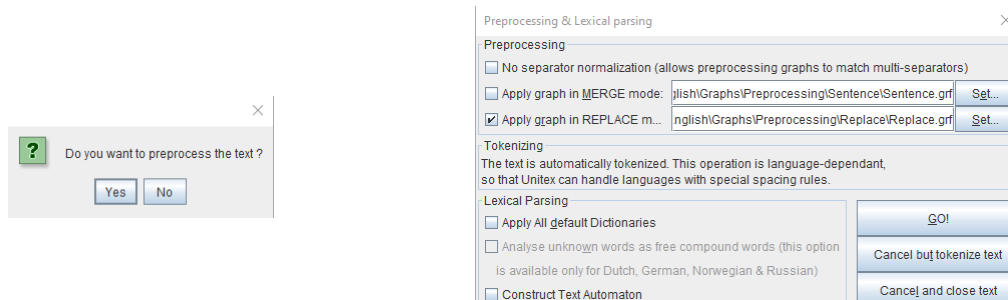 Do you want to preprocess the text ?
Yes No
Preprocessing & Lexical parsing
Preprocessing
No separator normalization (allows preprocessing graphs to match multi-separators)
Apply graph in MERGE mode: glish\Graphs\Preprocessing\Sentence\Sentence.grf Set...
Apply graph in REPLACE m... nglish\Graphs\Preprocessing\Replace\Replace.grf Set...
Tokenizing
The text is automatically tokenized. This operation is language-dependant,
so that Unitex can handle languages with special spacing rules.
Lexical Parsing
Apply All default Dictionaries
Analyse unknown words as free compound words (this option
is available only for Dutch, German, Norwegian & Russian)
Construct Text Automaton
GO!
Cancel but tokenize text
Cancel and close text